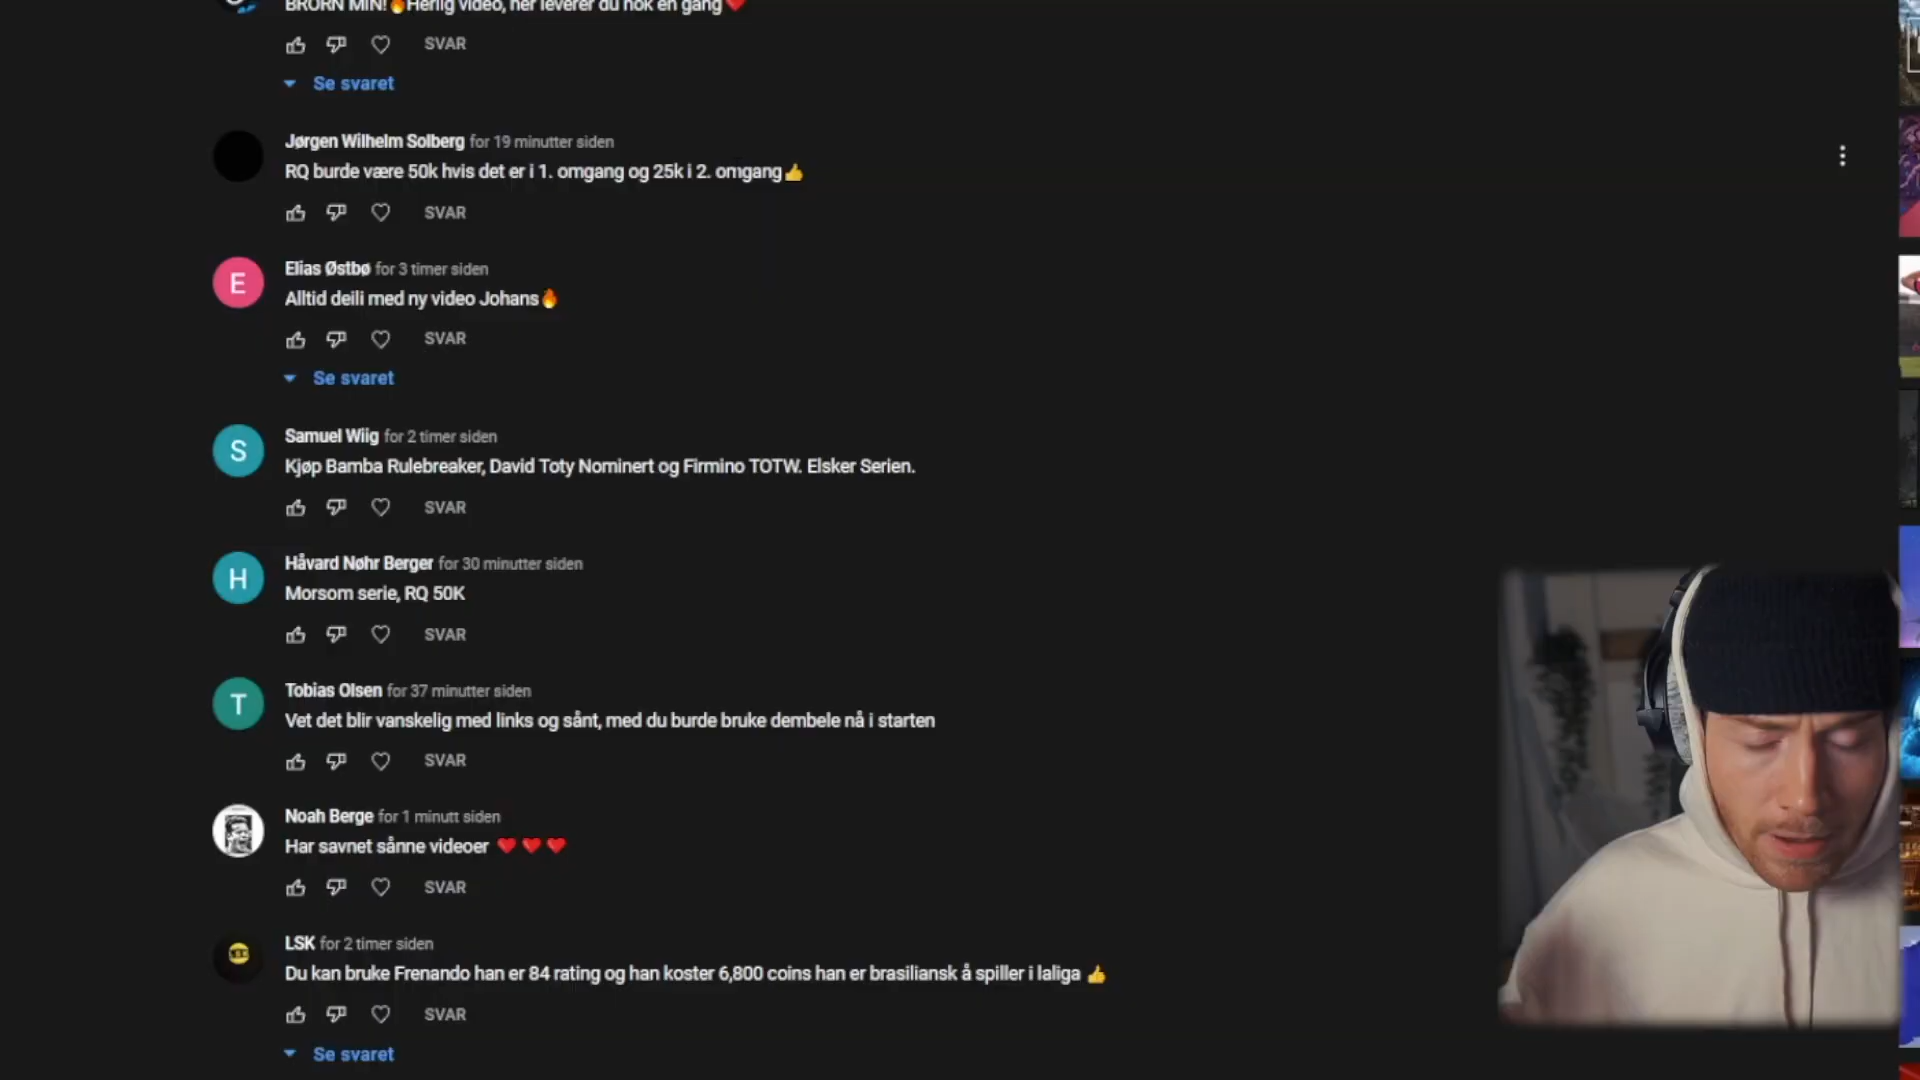 BRORN MIN!🔥Herlig video, her leverer du nok en gang❤️
SVAR
Se svaret
Jørgen Wilhelm Solberg for 19 minutter siden
RQ burde være 50k hvis det er i 1. omgang og 25k i 2. omgang👍
SVAR
E
Elias Østbø for 3 timer siden
Alltid deili med ny video Johans🔥
SVAR
Se svaret
S
Samuel Wiig for 2 timer siden
Kjøp Bamba Rulebreaker, David Toty Nominert og Firmino TOTW. Elsker Serien.
SVAR
H
Håvard Nøhr Berger for 30 minutter siden
Morsom serie, RQ 50K
SVAR
T
Tobias Olsen for 37 minutter siden
Vet det blir vanskelig med links og sånt, med du burde bruke dembele nå i starten
SVAR
Noah Berge for 1 minutt siden
Har savnet sånne videoer ❤️ ❤️ ❤️
SVAR
LSK
LSK for 2 timer siden
Du kan bruke Frenando han er 84 rating og han koster 6,800 coins han er brasiliansk å spiller i laliga 👍
SVAR
Se svaret